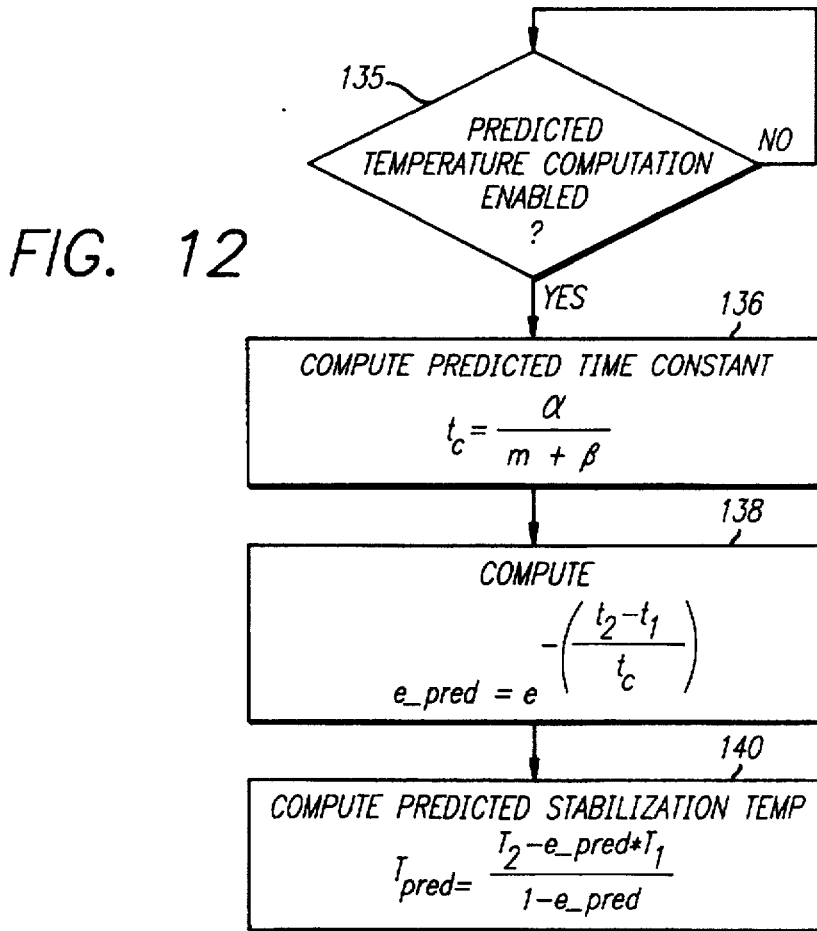 135
PREDICTED
TEMPERATURE COMPUTATION
ENABLED
?
NO
FIG. 12
YES
136
COMPUTE PREDICTED TIME CONSTANT
t_c = α / (m + β)
138
COMPUTE
e_pred = e^-((t_2-t_1)/t_c)
140
COMPUTE PREDICTED STABILIZATION TEMP
T_pred= (T_2-e_pred*T_1) / (1-e_pred)